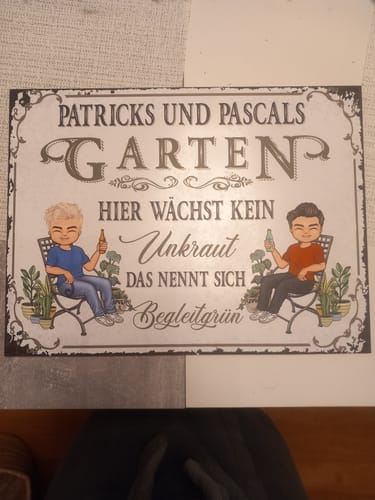 PATRICKS UND PASCALS
GARTEN
HIER WÄCHST KEIN
Unkraut
DAS NENNT SICH
Begleitgrün